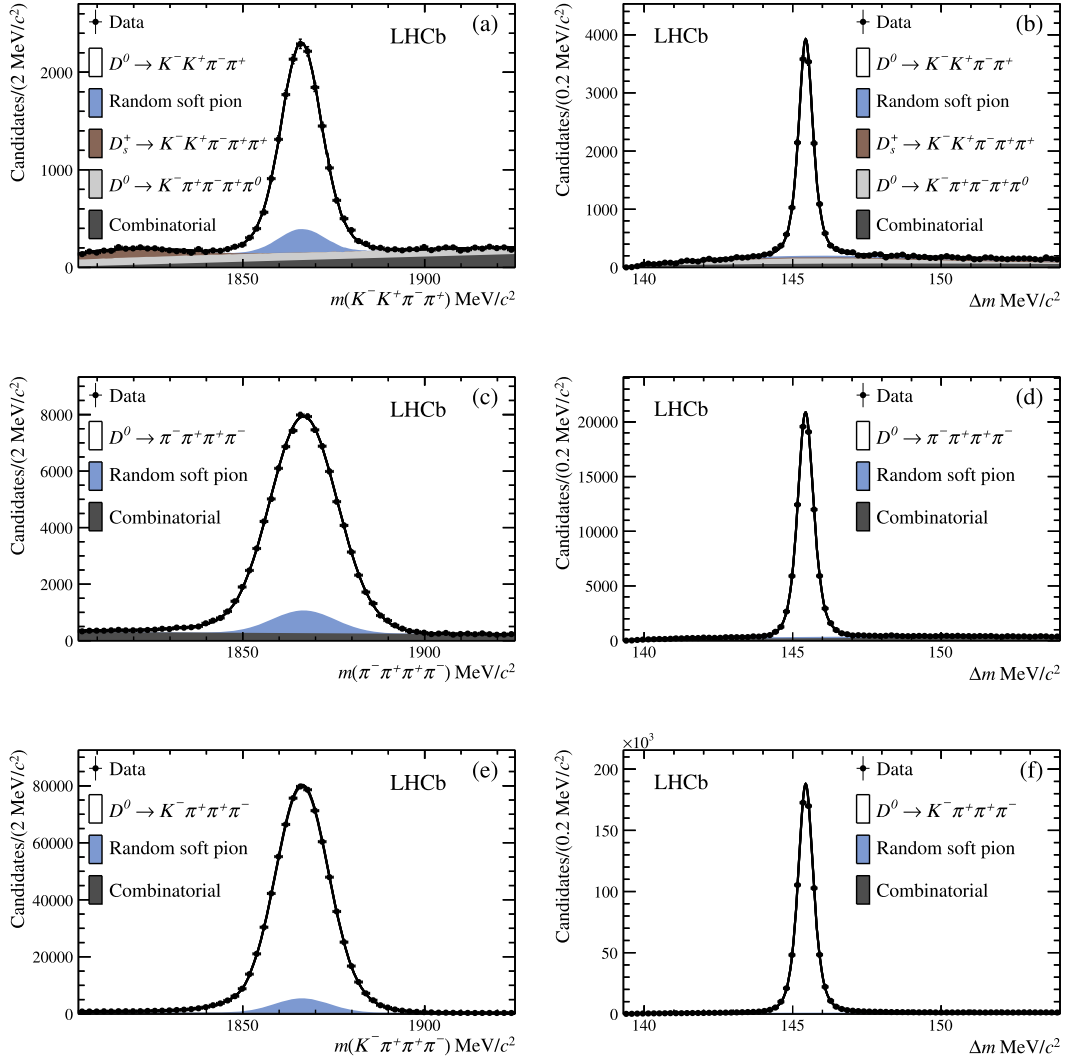 (a)
LHCb
Data
D⁰ → K⁻K⁺π⁻π⁺
Random soft pion
Dₛ⁺ → K⁻K⁺π⁻π⁺π⁺
D⁰ → K⁻π⁺π⁻π⁺π⁰
Combinatorial
Candidates/(2 MeV/c²)
2000
1000
0
1850 1900
m(K⁻K⁺π⁻π⁺) MeV/c²
(b)
LHCb
Data
D⁰ → K⁻K⁺π⁻π⁺
Random soft pion
Dₛ⁺ → K⁻K⁺π⁻π⁺π⁺
D⁰ → K⁻π⁺π⁻π⁺π⁰
Combinatorial
Candidates/(0.2 MeV/c²)
4000
3000
2000
1000
0
140 145 150
Δm MeV/c²
(c)
LHCb
Data
D⁰ → π⁻π⁺π⁺π⁻
Random soft pion
Combinatorial
Candidates/(2 MeV/c²)
8000
6000
4000
2000
0
1850 1900
m(π⁻π⁺π⁺π⁻) MeV/c²
(d)
LHCb
Data
D⁰ → π⁻π⁺π⁺π⁻
Random soft pion
Combinatorial
Candidates/(0.2 MeV/c²)
20000
15000
10000
5000
0
140 145 150
Δm MeV/c²
(e)
LHCb
Data
D⁰ → K⁻π⁺π⁺π⁻
Random soft pion
Combinatorial
Candidates/(2 MeV/c²)
80000
60000
40000
20000
0
1850 1900
m(K⁻π⁺π⁺π⁻) MeV/c²
(f)
LHCb
Data
D⁰ → K⁻π⁺π⁺π⁻
Random soft pion
Combinatorial
Candidates/(0.2 MeV/c²)
×10³
200
150
100
50
0
140 145 150
Δm MeV/c²